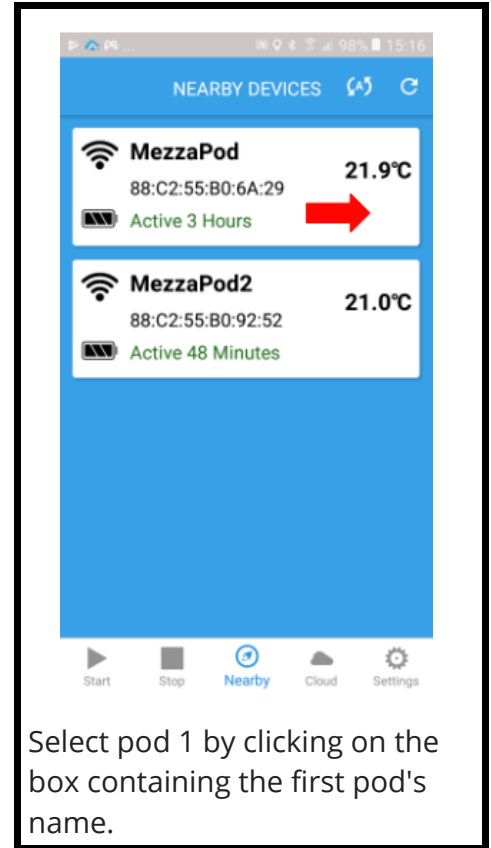 98% 15:16
NEARBY DEVICES (A)
MezzaPod
21.9°C
88:C2:55:B0:6A:29
Active 3 Hours
MezzaPod2
21.0°C
88:C2:55:B0:92:52
Active 48 Minutes
Start Stop Nearby Cloud Settings
Select pod 1 by clicking on the
box containing the first pod's
name.